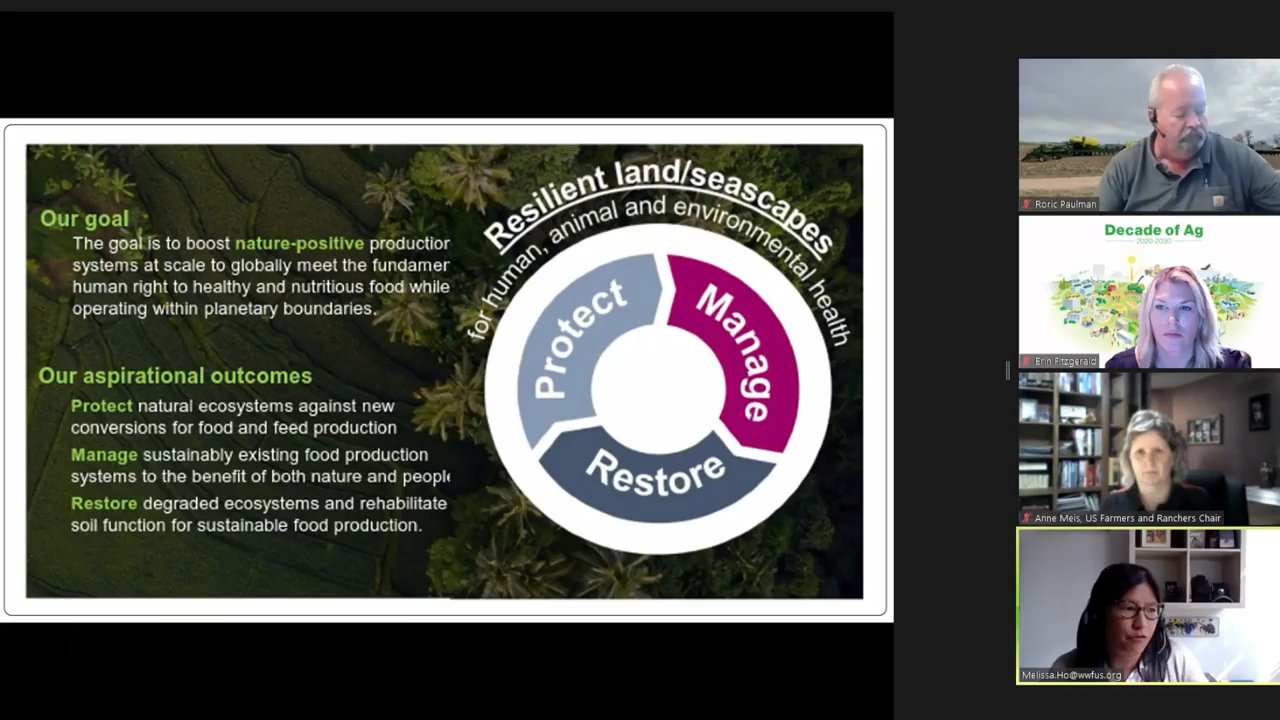 Our goal
The goal is to boost nature-positive production
systems at scale to globally meet the fundamer
human right to healthy and nutritious food while
operating within planetary boundaries.
Our aspirational outcomes
Protect natural ecosystems against new
conversions for food and feed production
Manage sustainably existing food production
systems to the benefit of both nature and people
Restore degraded ecosystems and rehabilitate
soil function for sustainable food production.
Resilient land/seascapes
for human, animal and environmental health
Protect
Manage
Restore
Roric Paulman
Decade of Ag
2020-2030
Erin Fitzgerald
Anne Meis, US Farmers and Ranchers Chair
Melissa.Ho@wwfus.org